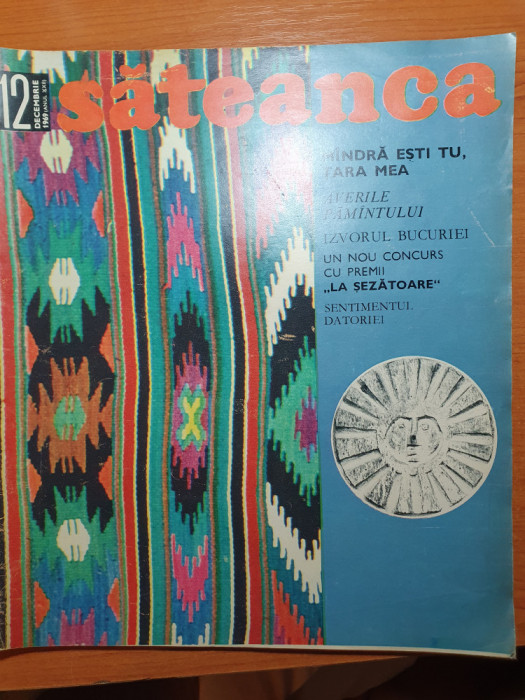 12
DECEMBRIE
1969 (ANUL XXII)
săteanca
MÎNDRĂ EȘTI TU,
ȚARA MEA
AVERILE
PĂMÎNTULUI
IZVORUL BUCURIEI
UN NOU CONCURS
CU PREMII
„LA ȘEZĂTOARE“
SENTIMENTUL
DATORIEI